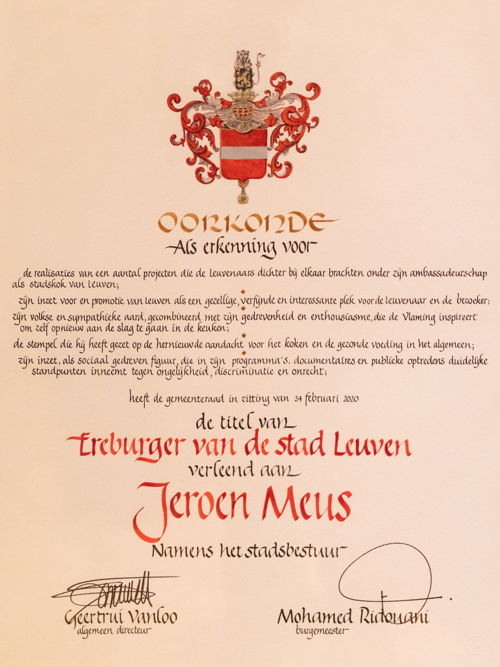 OORKONDE
Als erkenning voor
de realisaties van een aantal projecten die de Leuvenaars dichter bij elkaar brachten onder zijn ambassadeurschap
als stadskok van Leuven;
zijn inzet voor en promotie van Leuven als een gezellige, verfijnde en interessante plek voor de Leuvenaar en de bezoeker;
zijn volkse en sympathieke aard, gecombineerd met zijn gedrevenheid en enthousiasme, die de Vlaming inspireert
om zelf opnieuw aan de slag te gaan in de keuken;
de stempel die hij heeft gezet op de hernieuwde aandacht voor het koken en de gezonde voeding in het algemeen;
zijn inzet, als sociaal gedreven figuur, die in zijn programma's, documentaires en publieke optredens duidelijke
standpunten inneemt tegen ongelijkheid, discriminatie en onrecht;
heeft de gemeenteraad in zitting van 24 februari 2020
de titel van
Ereburger van de stad Leuven
verleend aan
Jeroen Meus
Namens het stadsbestuur
Geertrui Vanloo
algemeen directeur
Mohamed Ridouani
burgemeester